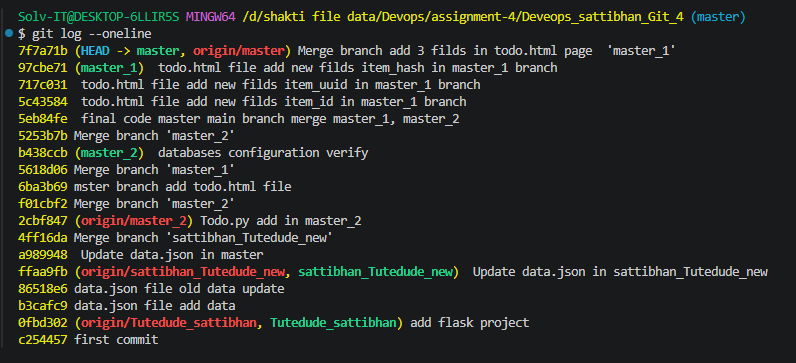 Solv-IT@DESKTOP-6LLIRSS MINGW64 /d/shakti file data/Devops/assignment-4/Deveops_sattibhan_Git_4 (master)
$ git log --oneline
7f7a71b (HEAD -> master, origin/master) Merge branch add 3 filds in todo.html page  'master_1'
97cbe71 (master_1)  todo.html file add new filds item_hash in master_1 branch
717c031  todo.html file add new filds item_uuid in master_1 branch
5c43584  todo.html file add new filds item_id in master_1 branch
5eb84fe  final code master main branch merge master_1, master_2
5253b7b Merge branch 'master_2'
b438ccb (master_2)  databases configuration verify
5618d06 Merge branch 'master_1'
6ba3b69 mster branch add todo.html file
f01cbf2 Merge branch 'master_2'
2cbf847 (origin/master_2) Todo.py add in master_2
4ff16da Merge branch 'sattibhan_Tutedude_new'
a989948  Update data.json in master
ffaa9fb (origin/sattibhan_Tutedude_new, sattibhan_Tutedude_new)  Update data.json in sattibhan_Tutedude_new
86518e6 data.json file old data update
b3cafc9 data.json file add data
0fbd302 (origin/Tutedude_sattibhan, Tutedude_sattibhan) add flask project
c254457 first commit